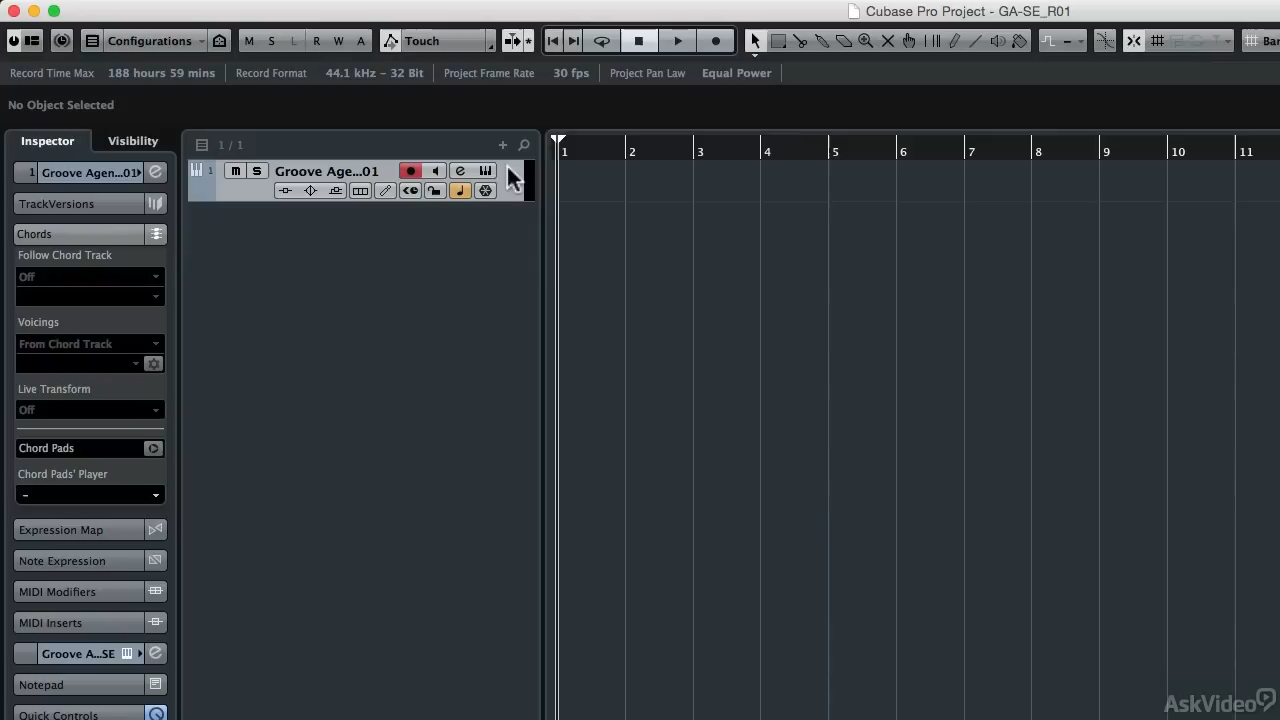 Cubase Pro Project - GA-SE_R01
Configurations M S L R W A Touch
Record Time Max 188 hours 59 mins Record Format 44.1 kHz - 32 Bit Project Frame Rate 30 fps Project Pan Law Equal Power
No Object Selected
Inspector Visibility 1 / 1
1 2 3 4 5 6 7 8 9 10 11
1 Groove Agen...01 1 m S Groove Age...01 e
TrackVersions
Chords
Follow Chord Track
Off
Voicings
From Chord Track
Live Transform
Off
Chord Pads
Chord Pads' Player
-
Expression Map
Note Expression
MIDI Modifiers
MIDI Inserts
Groove A...SE
Notepad
Quick Controls
AskVideo